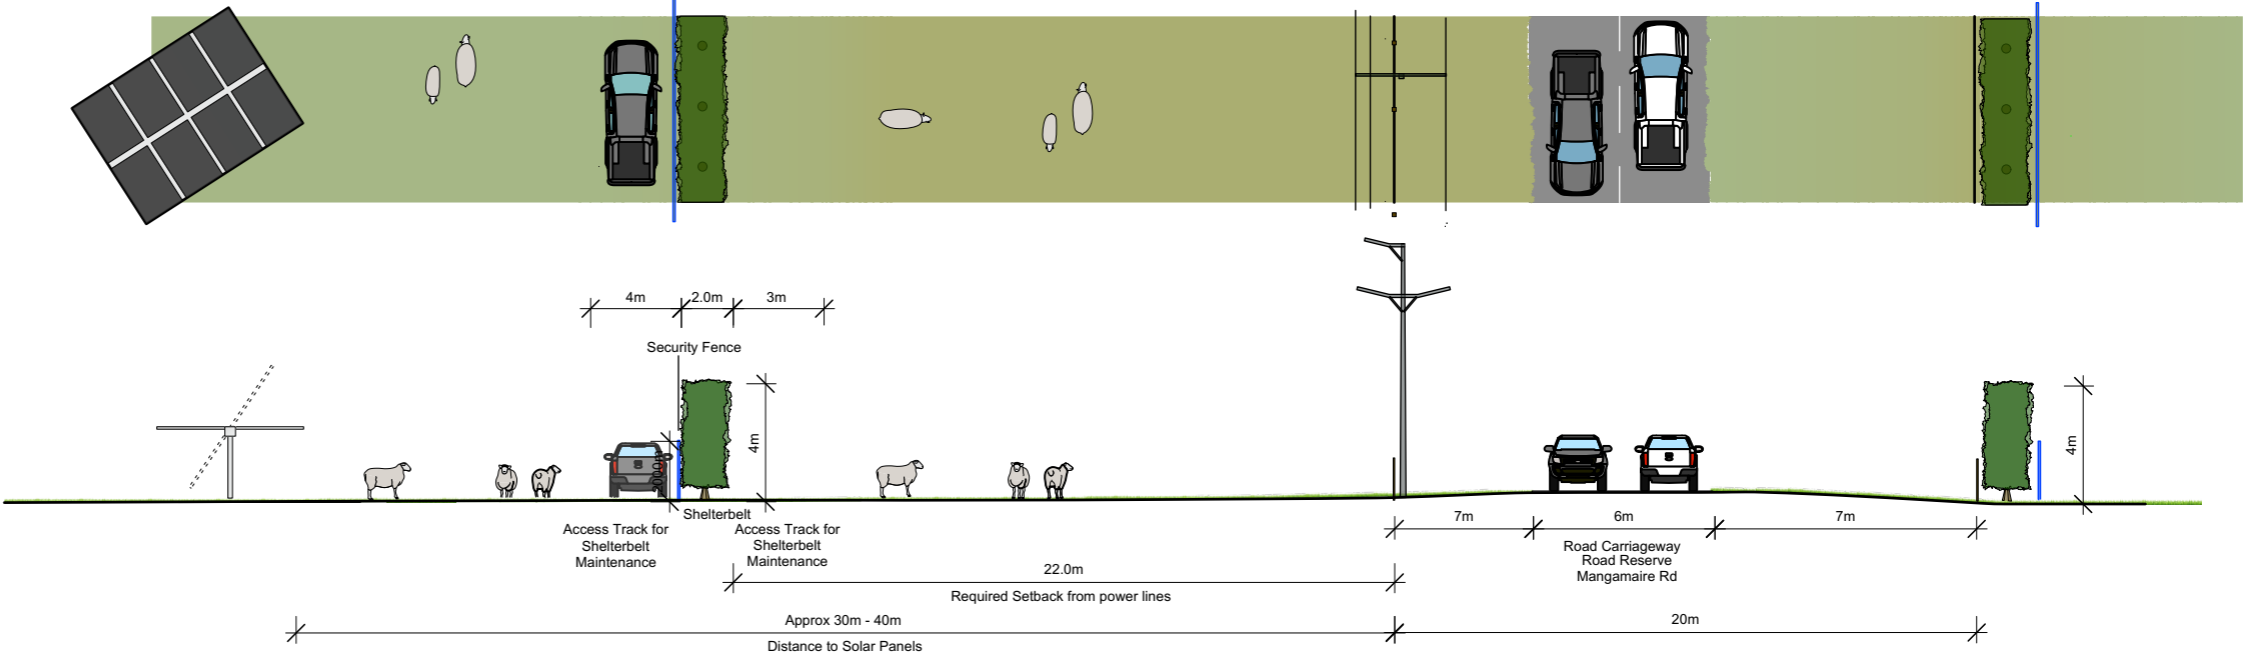 4m
2.0m
3m
Security Fence
4m
4m
Shelterbelt
Access Track for
Shelterbelt
Maintenance
Access Track for
Shelterbelt
Maintenance
7m
6m
7m
Road Carriageway
Road Reserve
Mangamaire Rd
22.0m
Required Setback from power lines
Approx 30m - 40m
Distance to Solar Panels
20m